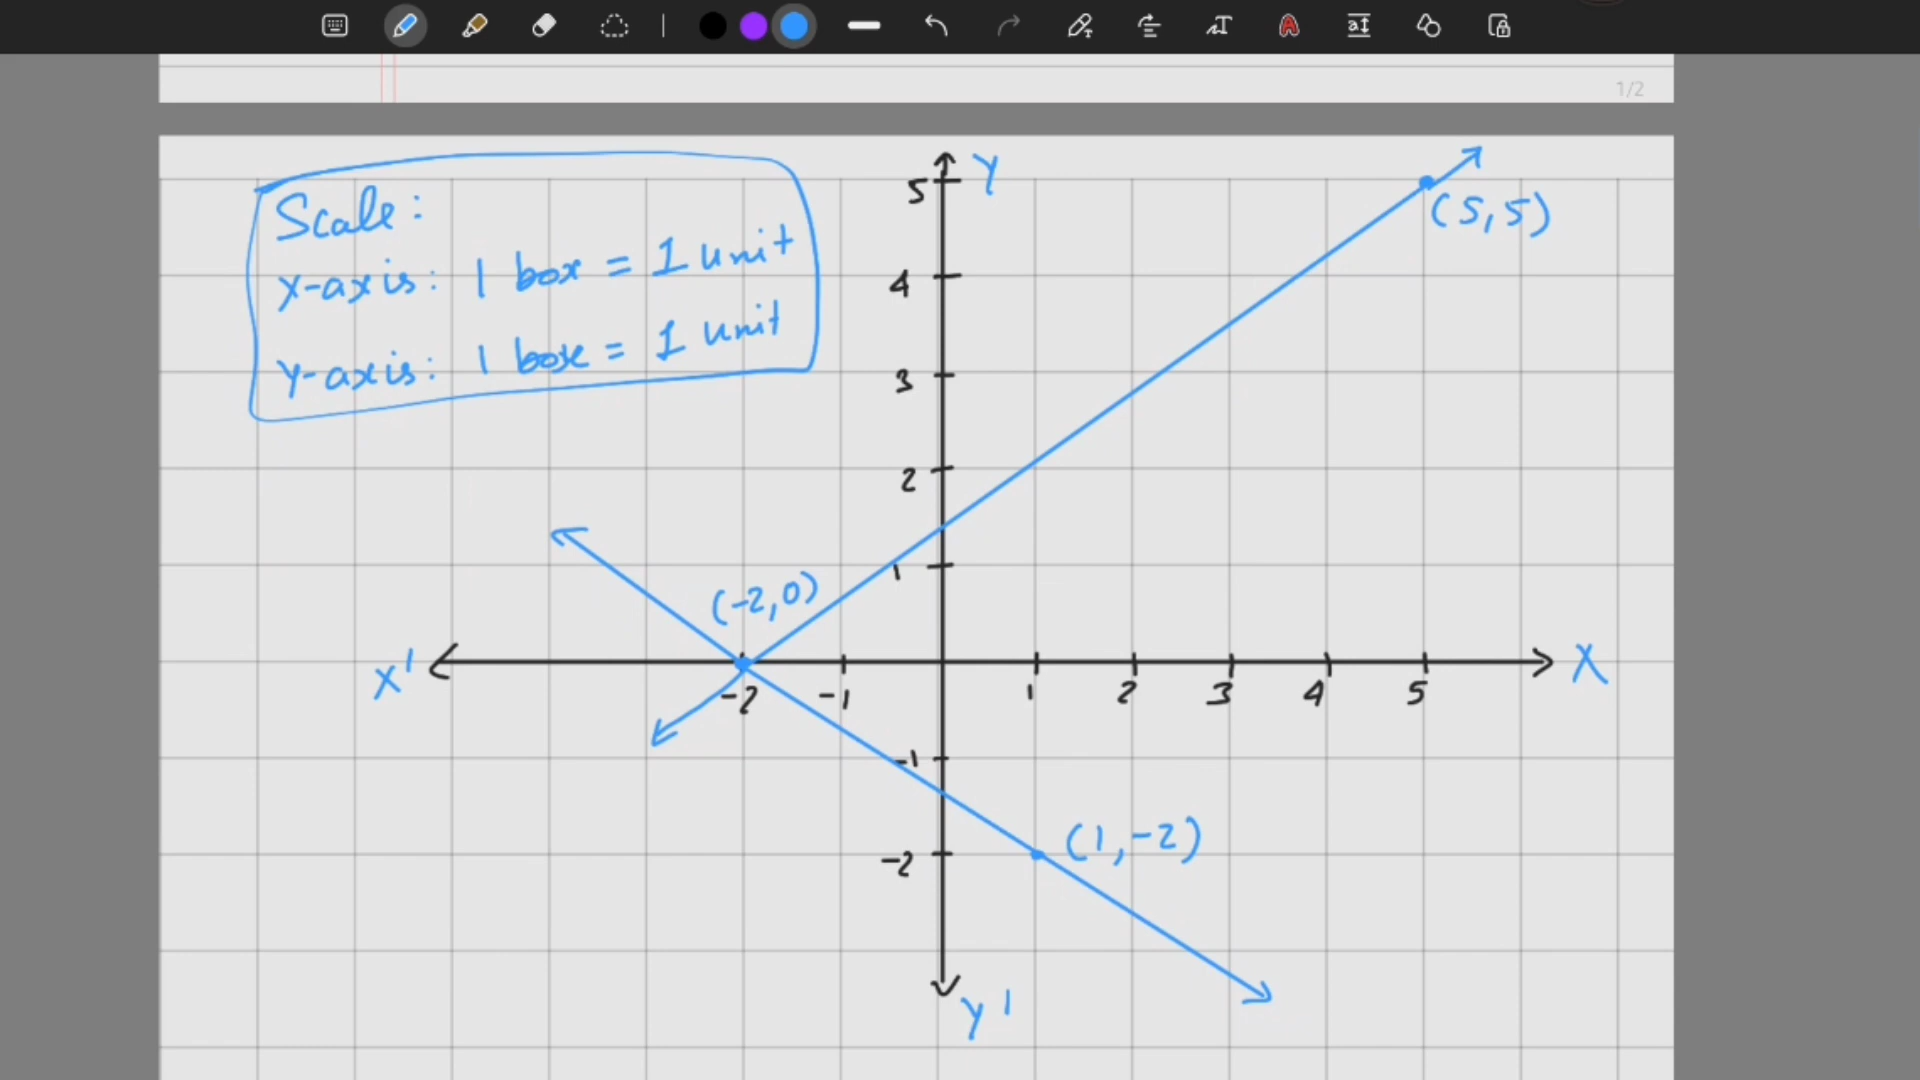 1/2
Scale:
x-axis: 1 box = 1 unit
y-axis: 1 box = 1 unit
Y
5
(5,5)
4
3
2
1
(-2,0)
X'
-2
-1
1
2
3
4
5
X
-1
-2
(1,-2)
y'